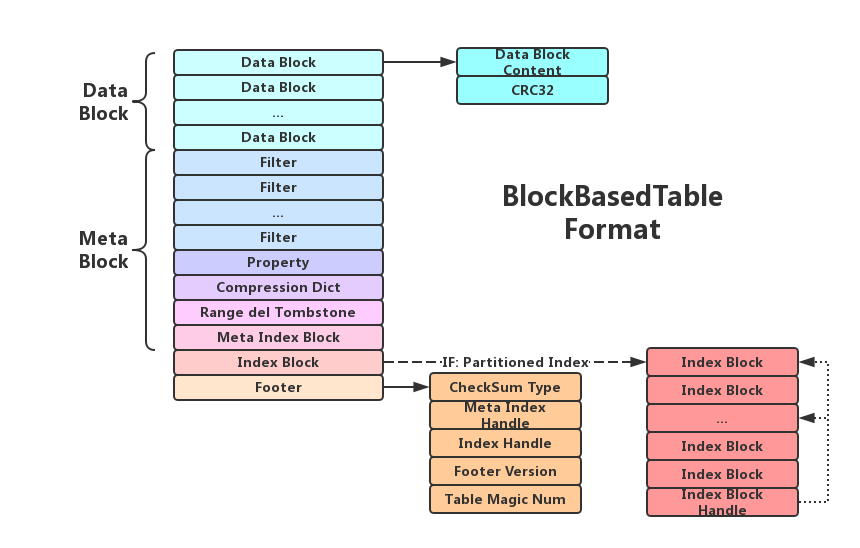 Data
Block
Data Block
Data Block
...
Data Block
Data Block
Content
CRC32
Meta
Block
Filter
Filter
...
Filter
Property
Compression Dict
Range del Tombstone
Meta Index Block
BlockBasedTable
Format
Index Block
IF: Partitioned Index
Footer
CheckSum Type
Meta Index
Handle
Index Handle
Footer Version
Table Magic Num
Index Block
Index Block
...
Index Block
Index Block
Index Block
Handle